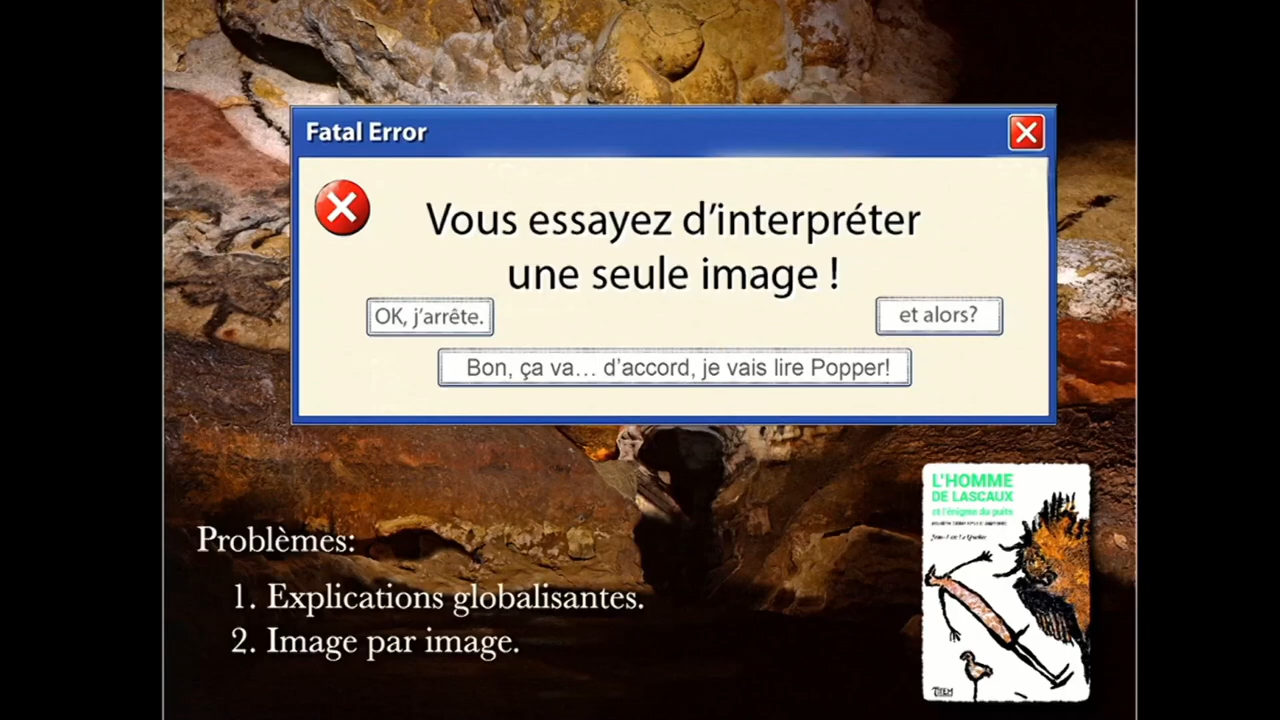 Fatal Error
Vous essayez d'interpréter
une seule image !
OK, j'arrête.
et alors?
Bon, ça va… d'accord, je vais lire Popper!
Problèmes:
1. Explications globalisantes.
2. Image par image.
L'HOMME
DE LASCAUX
et l'énigme du puits
TITEM